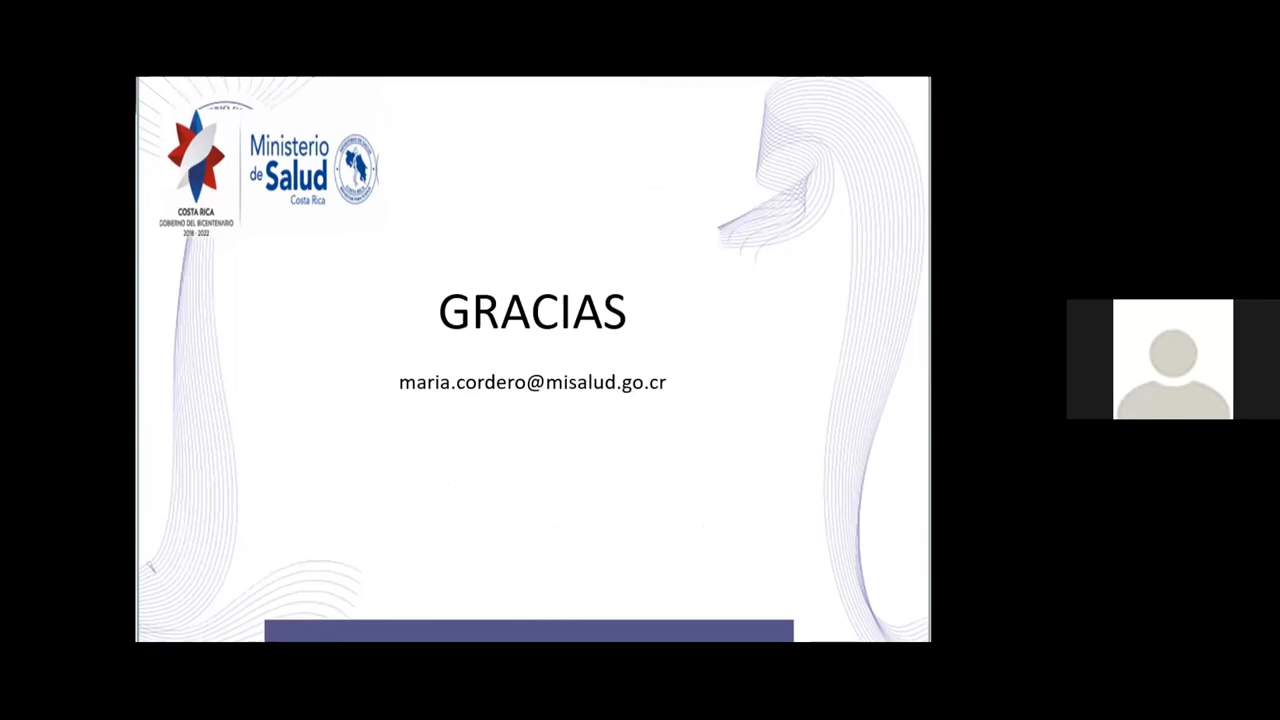 Ministerio
de Salud
Costa Rica
COSTA RICA
GOBIERNO DEL BICENTENARIO
2018 - 2022
GRACIAS
maria.cordero@misalud.go.cr